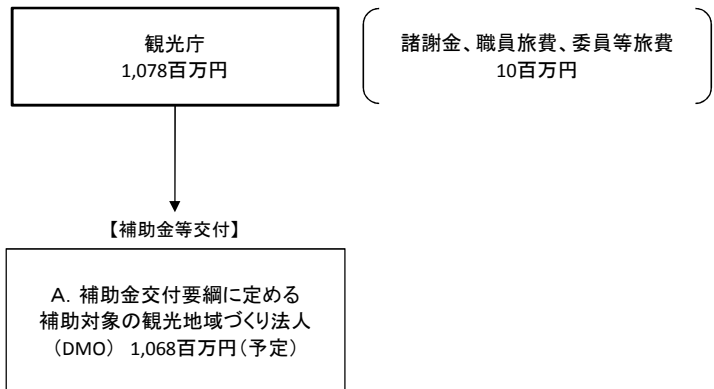 観光庁
1,078百万円
諸謝金、職員旅費、委員等旅費
10百万円
【補助金等交付】
A．補助金交付要綱に定める
補助対象の観光地域づくり法人
（DMO） 1,068百万円（予定）